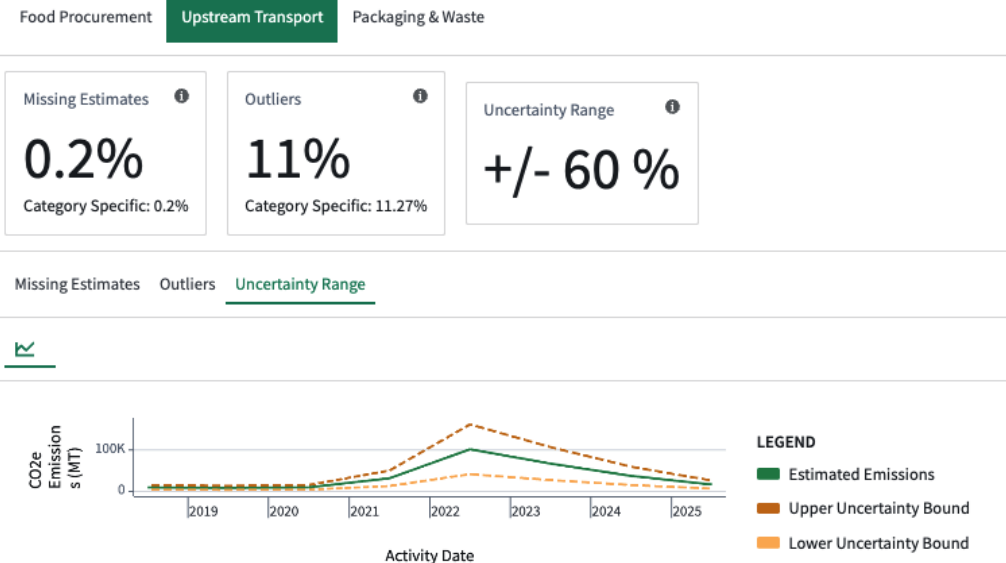 Food Procurement Upstream Transport Packaging & Waste
Missing Estimates
0.2%
Category Specific: 0.2%
Outliers
11%
Category Specific: 11.27%
Uncertainty Range
+/- 60 %
Missing Estimates Outliers Uncertainty Range
CO2e
Emission
s (MT)
100K
0
2019 2020 2021 2022 2023 2024 2025
Activity Date
LEGEND
Estimated Emissions
Upper Uncertainty Bound
Lower Uncertainty Bound